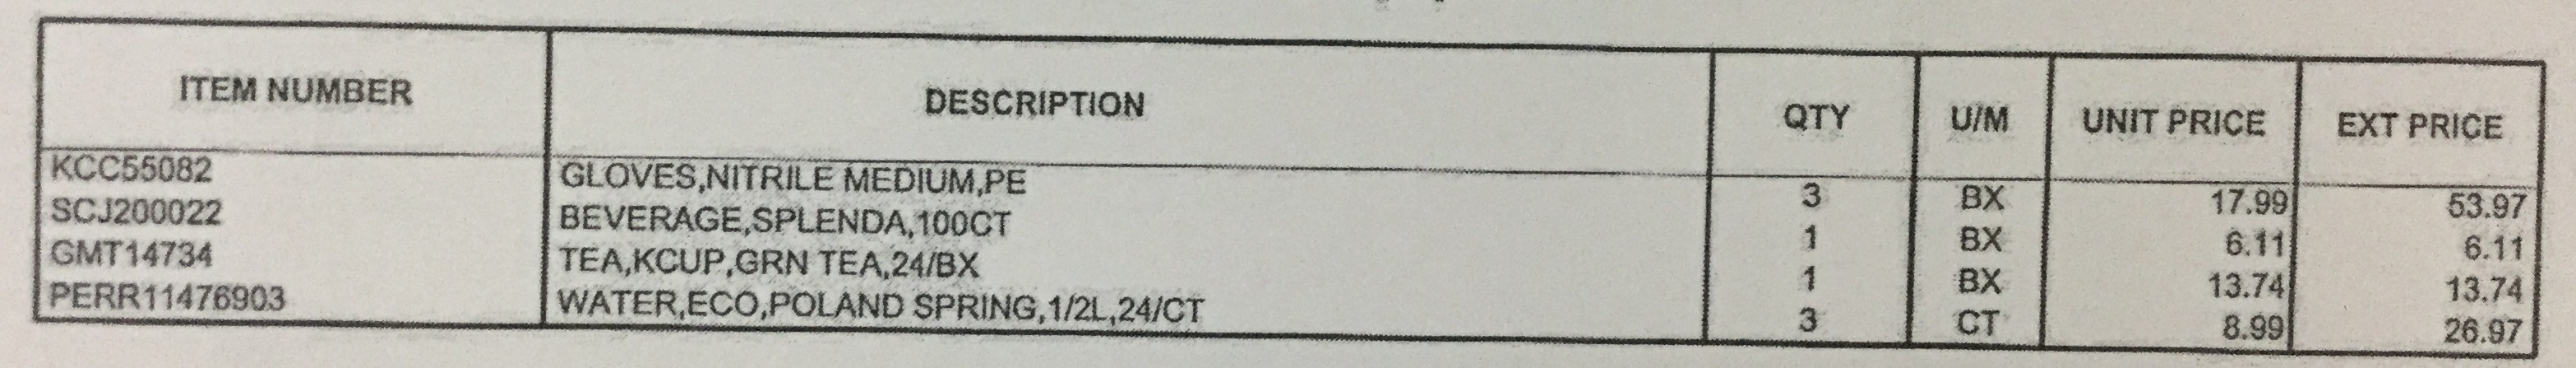 ITEM NUMBER DESCRIPTION QTY U/M UNIT PRICE EXT PRICE
KCC55082 GLOVES,NITRILE MEDIUM,PE 3 BX 17.99 53.97
SCJ200022 BEVERAGE,SPLENDA,100CT 1 BX 6.11 6.11
GMT14734 TEA,KCUP,GRN TEA,24/BX 1 BX 13.74 13.74
PERR11476903 WATER,ECO,POLAND SPRING,1/2L,24/CT 3 CT 8.99 26.97